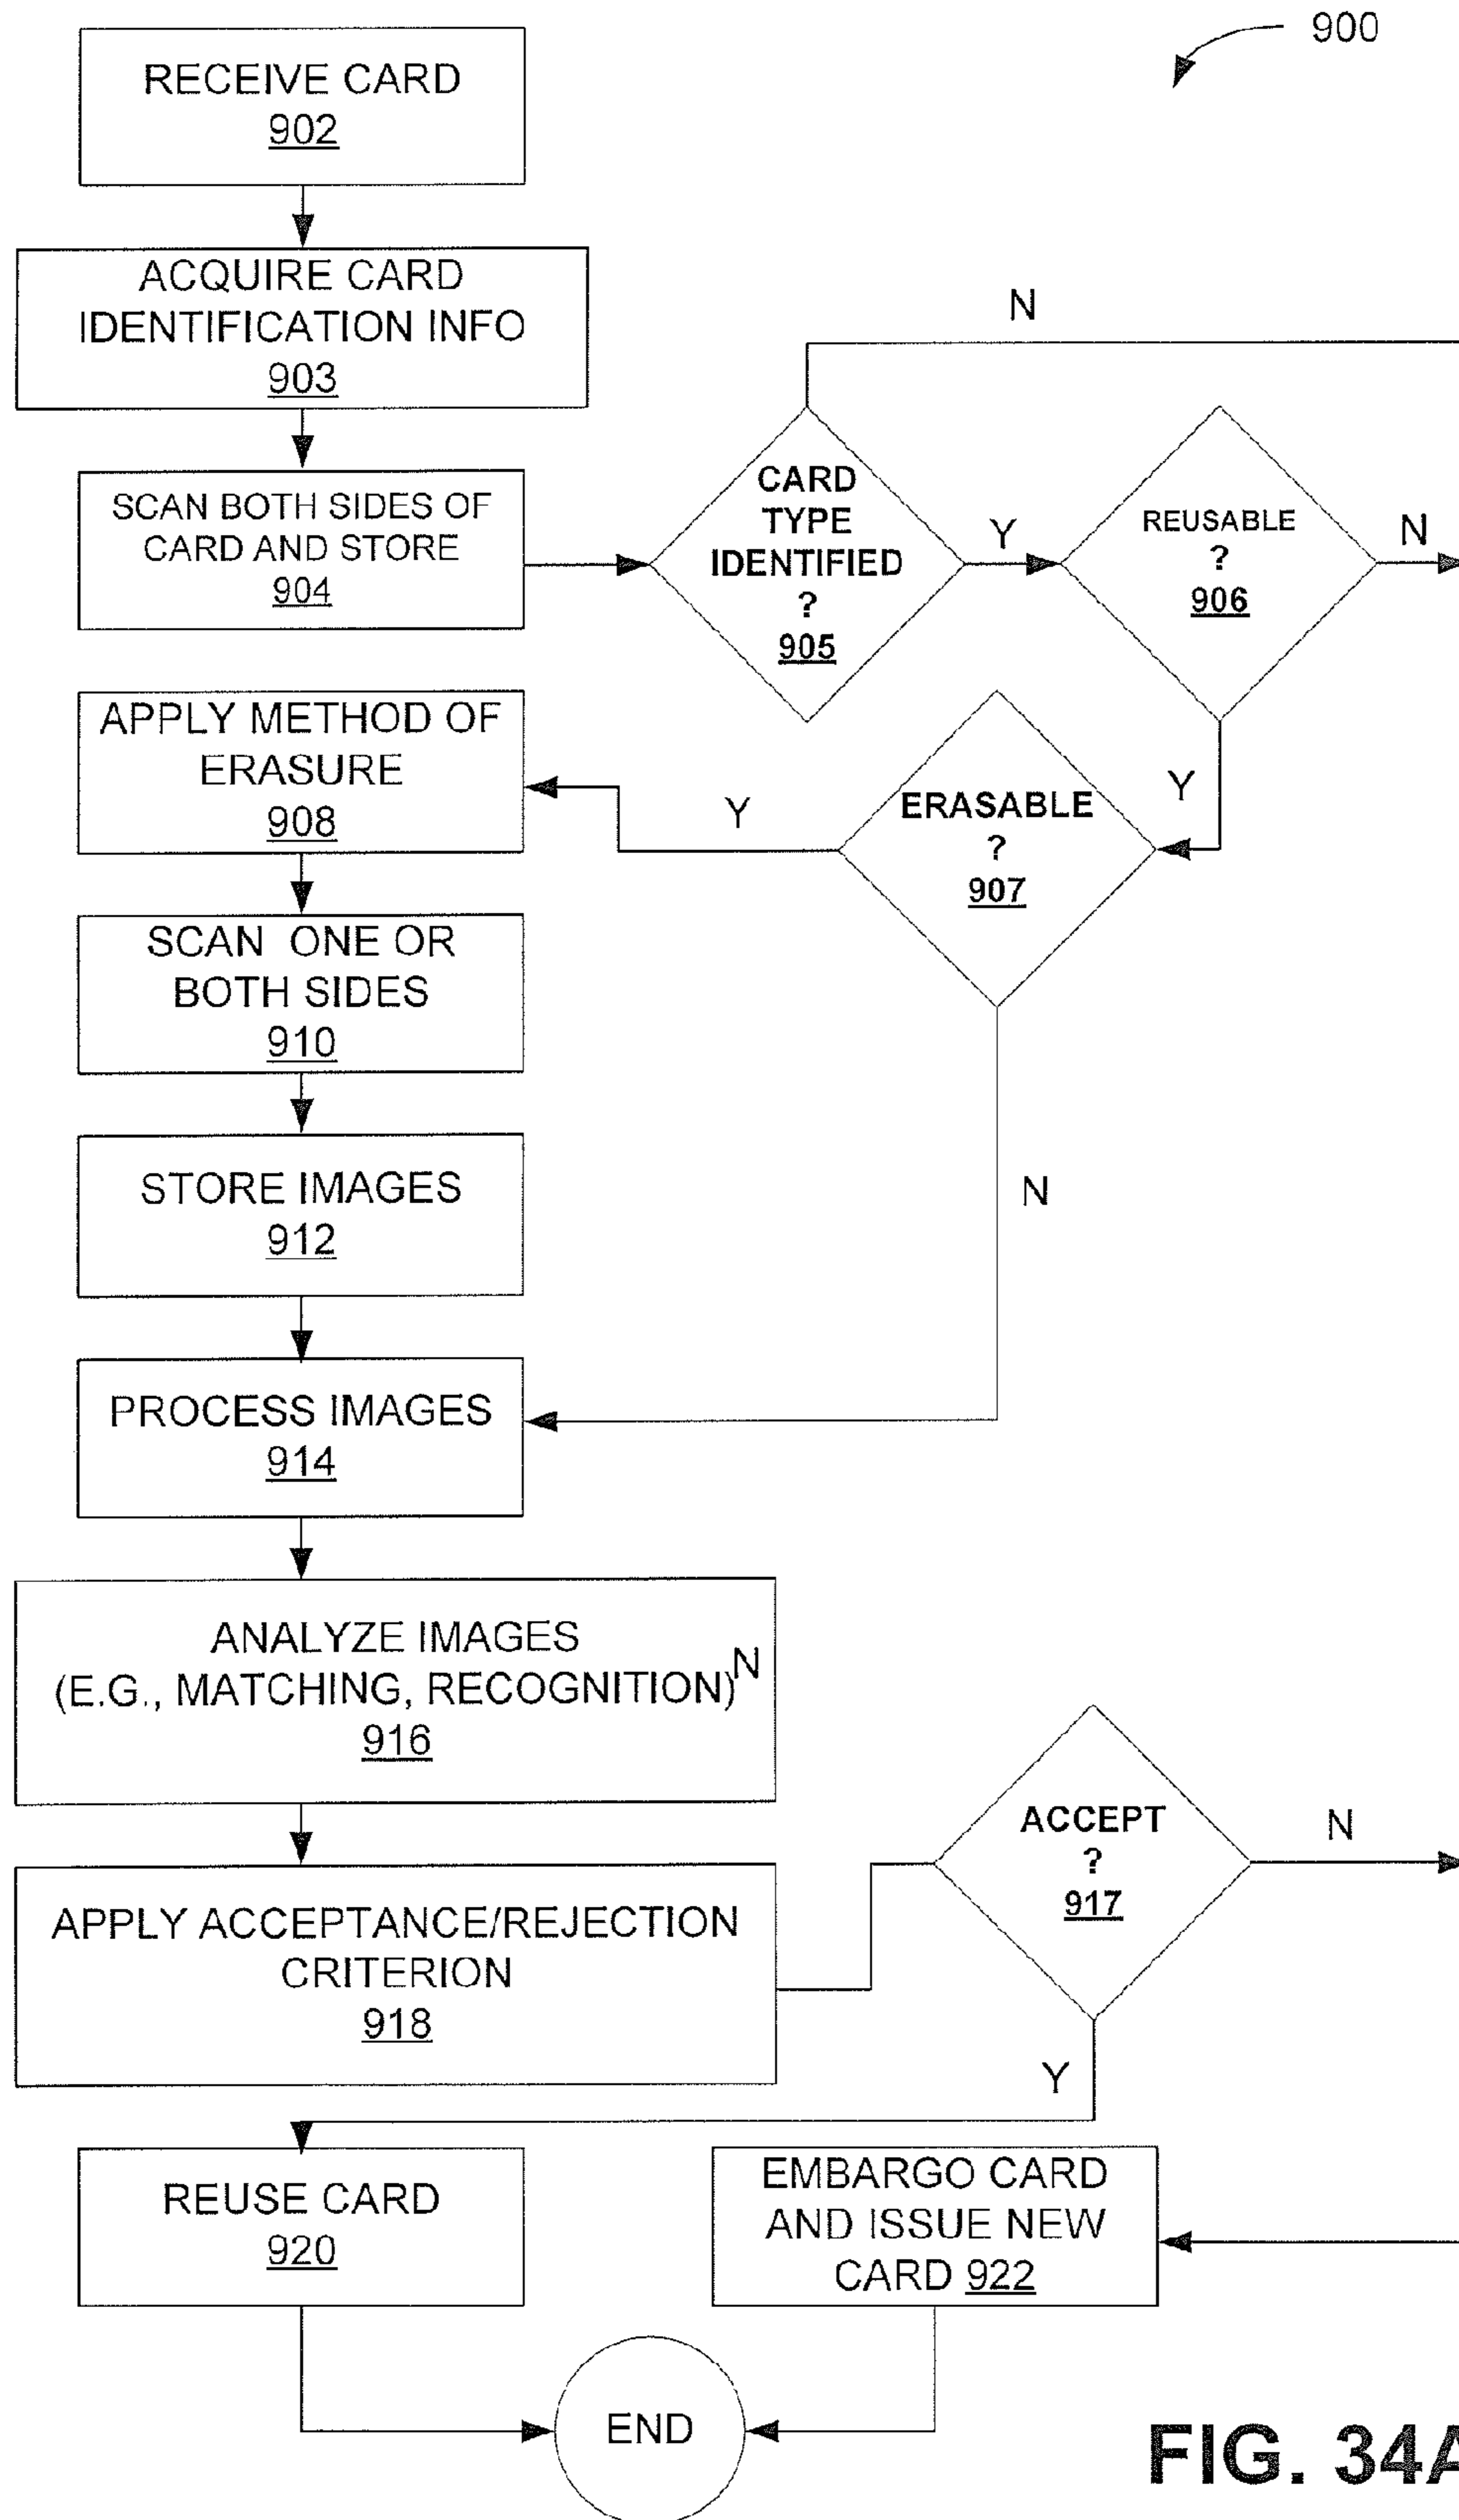 900
RECEIVE CARD
902
ACQUIRE CARD
IDENTIFICATION INFO
903
N
SCAN BOTH SIDES OF
CARD AND STORE
904
CARD
TYPE
IDENTIFIED
?
905
Y
REUSABLE
?
906
N
Y
APPLY METHOD OF
ERASURE
908
Y
ERASABLE
?
907
N
SCAN ONE OR
BOTH SIDES
910
STORE IMAGES
912
PROCESS IMAGES
914
ANALYZE IMAGES
(E.G., MATCHING, RECOGNITION) N
916
APPLY ACCEPTANCE/REJECTION
CRITERION
918
ACCEPT
?
917
N
Y
REUSE CARD
920
EMBARGO CARD
AND ISSUE NEW
CARD 922
END
FIG. 34A